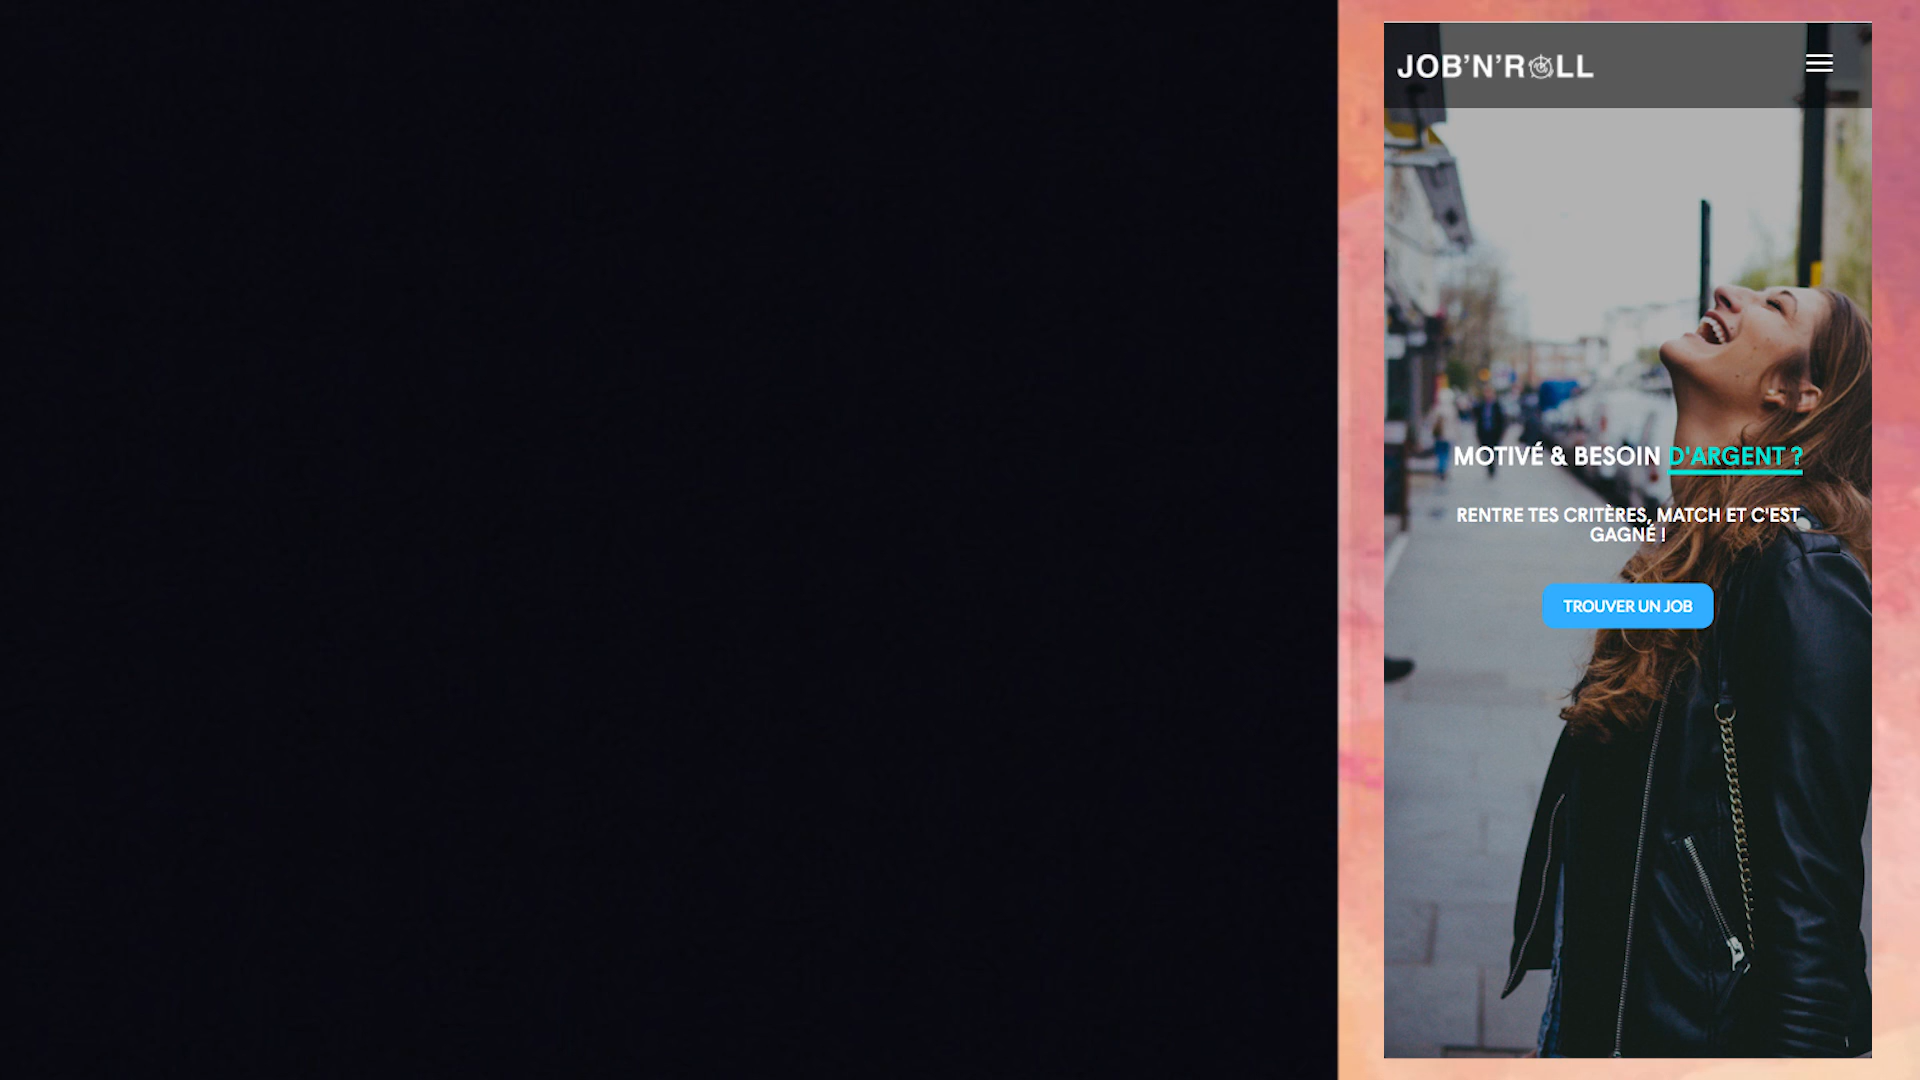 JOB'N'ROLL
MOTIVÉ & BESOIN D'ARGENT ?
RENTRE TES CRITÈRES, MATCH ET C'EST
GAGNÉ !
TROUVER UN JOB